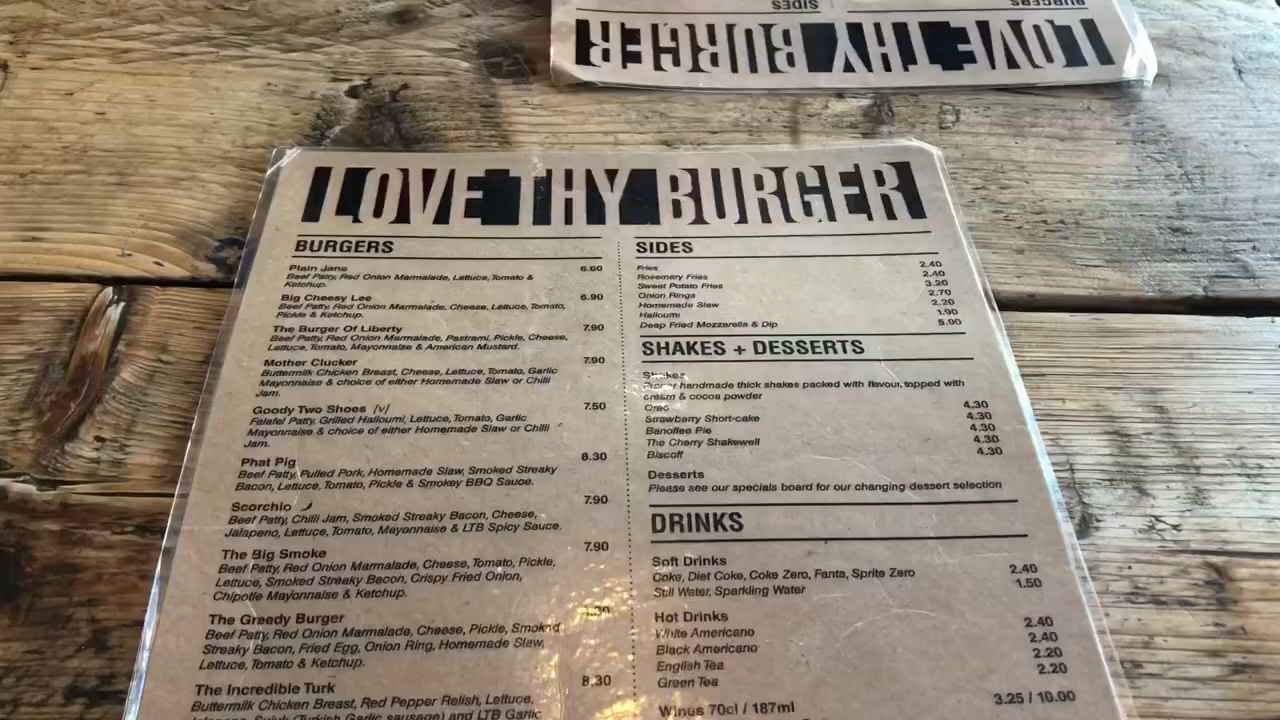 BURGERS
SIDES
LOVE THY BURGER
LOVE THY BURGER
BURGERS
Plain Jane 6.60
Beef Patty, Red Onion Marmalade, Lettuce, Tomato &
Ketchup.
Big Cheesy Lee 6.90
Beef Patty, Red Onion Marmalade, Cheese, Lettuce, Tomato,
Pickle & Ketchup.
The Burger Of Liberty 7.90
Beef Patty, Red Onion Marmalade, Pastrami, Pickle, Cheese,
Lettuce, Tomato, Mayonnaise & American Mustard.
Mother Clucker 7.90
Buttermilk Chicken Breast, Cheese, Lettuce, Tomato, Garlic
Mayonnaise & choice of either Homemade Slaw or Chilli
Jam.
Goody Two Shoes [v] 7.50
Falafel Patty, Grilled Halloumi, Lettuce, Tomato, Garlic
Mayonnaise & choice of either Homemade Slaw or Chilli
Jam.
Phat Pig 8.30
Beef Patty, Pulled Pork, Homemade Slaw, Smoked Streaky
Bacon, Lettuce, Tomato, Pickle & Smokey BBQ Sauce.
Scorchio 7.90
Beef Patty, Chilli Jam, Smoked Streaky Bacon, Cheese,
Jalapeno, Lettuce, Tomato, Mayonnaise & LTB Spicy Sauce.
The Big Smoke 7.90
Beef Patty, Red Onion Marmalade, Cheese, Tomato, Pickle,
Lettuce, Smoked Streaky Bacon, Crispy Fried Onion,
Chipotle Mayonnaise & Ketchup.
The Greedy Burger
Beef Patty, Red Onion Marmalade, Cheese, Pickle, Smoked
Streaky Bacon, Fried Egg, Onion Ring, Homemade Slaw,
Lettuce, Tomato & Ketchup.
The Incredible Turk 8.30
Buttermilk Chicken Breast, Red Pepper Relish, Lettuce,
Jalapeno, Sujuk (Turkish Garlic sausage) and LTB Garlic
SIDES
Fries 2.40
Rosemary Fries 2.40
Sweet Potato Fries 3.20
Onion Rings 2.70
Homemade Slaw 2.20
Halloumi 1.90
Deep Fried Mozzarella & Dip 5.90
SHAKES + DESSERTS
Shakes
Proper handmade thick shakes packed with flavour, topped with
cream & cocoa powder
Oreo 4.30
Strawberry Short-cake 4.30
Banoffee Pie 4.30
The Cherry Shakewell 4.30
Biscoff 4.30
Desserts
Please see our specials board for our changing dessert selection
DRINKS
Soft Drinks
Coke, Diet Coke, Coke Zero, Fanta, Sprite Zero 2.40
Still Water, Sparkling Water 1.50
Hot Drinks
White Americano 2.40
Black Americano 2.40
English Tea 2.20
Green Tea 2.20
Wines 70cl / 187ml 3.25 / 10.00